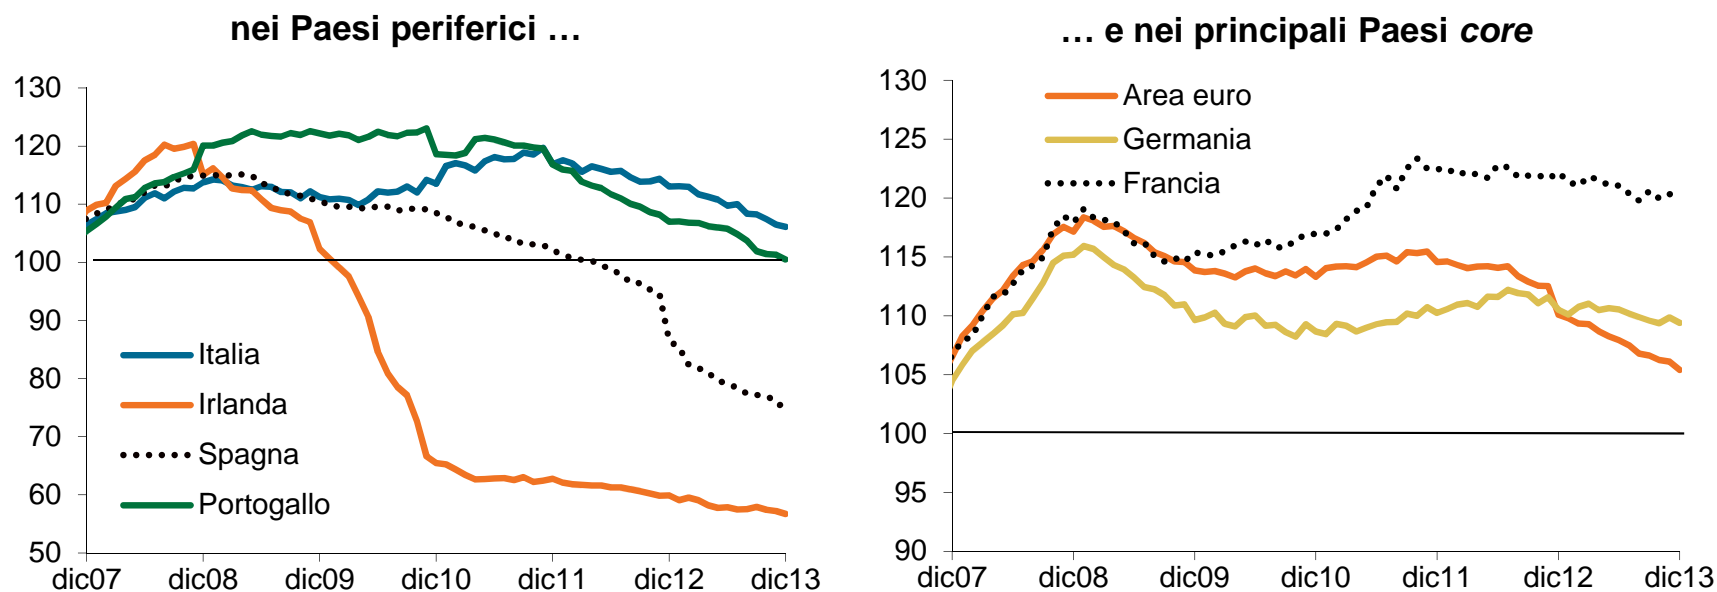 nei Paesi periferici …
130
120
110
100
90
80
70
60
50
Italia
Irlanda
Spagna
Portogallo
dic07 dic08 dic09 dic10 dic11 dic12 dic13
… e nei principali Paesi core
130
125
120
115
110
105
100
95
90
Area euro
Germania
Francia
dic07 dic08 dic09 dic10 dic11 dic12 dic13